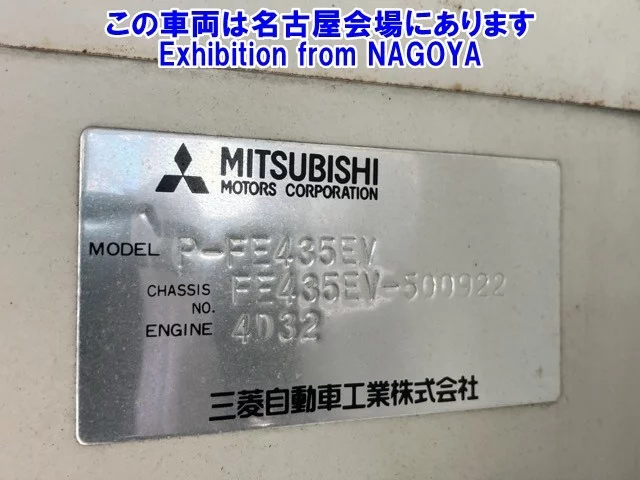 この車両は名古屋会場にあります
Exhibition from NAGOYA
MITSUBISHI
MOTORS CORPORATION
MODEL P-FE435EV
CHASSIS NO. FE435EV-500922
ENGINE 4D32
三菱自動車工業株式会社